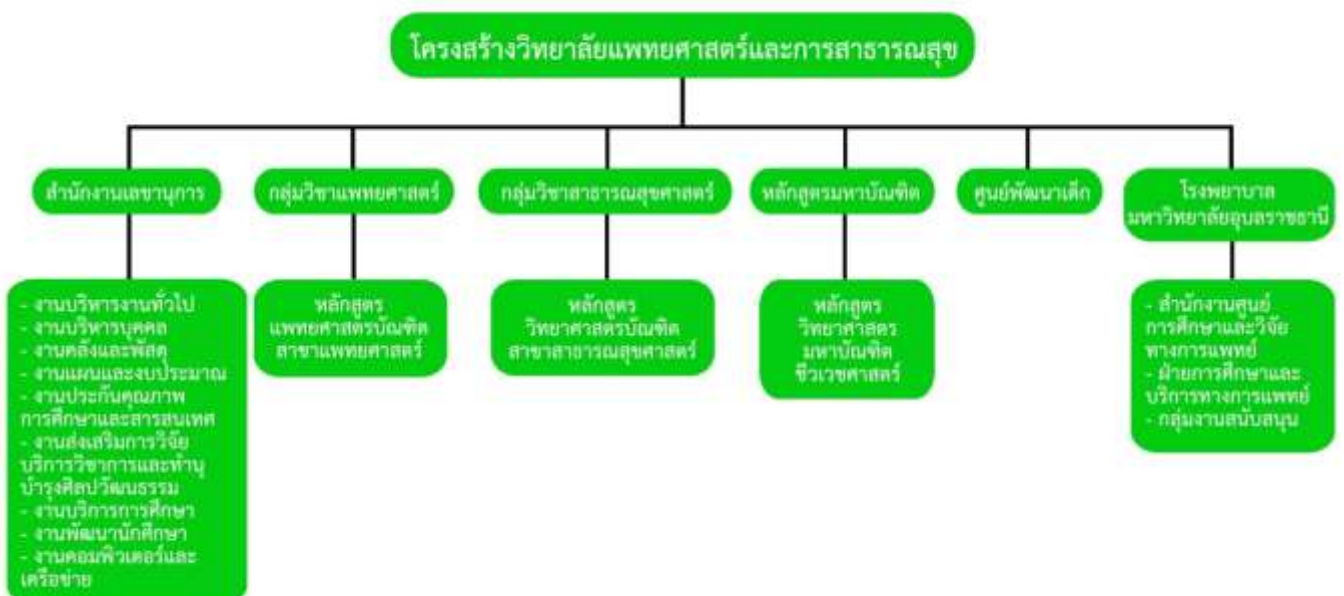 โครงสร้างวิทยาลัยแพทยศาสตร์และการสาธารณสุข
สำนักงานเลขานุการ
กลุ่มวิชาแพทยศาสตร์
กลุ่มวิชาสาธารณสุขศาสตร์
หลักสูตรมหาบัณฑิต
ศูนย์พัฒนาเด็ก
โรงพยาบาล
มหาวิทยาลัยอุบลราชธานี
- งานบริหารงานทั่วไป
- งานบริหารบุคคล
- งานคลังและพัสดุ
- งานแผนและงบประมาณ
- งานประกันคุณภาพ
การศึกษาและสารสนเทศ
- งานส่งเสริมการวิจัย
บริการวิชาการและทำนุ
บำรุงศิลปวัฒนธรรม
- งานบริการการศึกษา
- งานพัฒนานักศึกษา
- งานคอมพิวเตอร์และ
เครือข่าย
หลักสูตร
แพทยศาสตรบัณฑิต
สาขาแพทยศาสตร์
หลักสูตร
วิทยาศาสตรบัณฑิต
สาขาสาธารณสุขศาสตร์
หลักสูตร
วิทยาศาสตร
มหาบัณฑิต
ชีวเวชศาสตร์
- สำนักงานศูนย์
การศึกษาและวิจัย
ทางการแพทย์
- ฝ่ายการศึกษาและ
บริการทางการแพทย์
- กลุ่มงานสนับสนุน